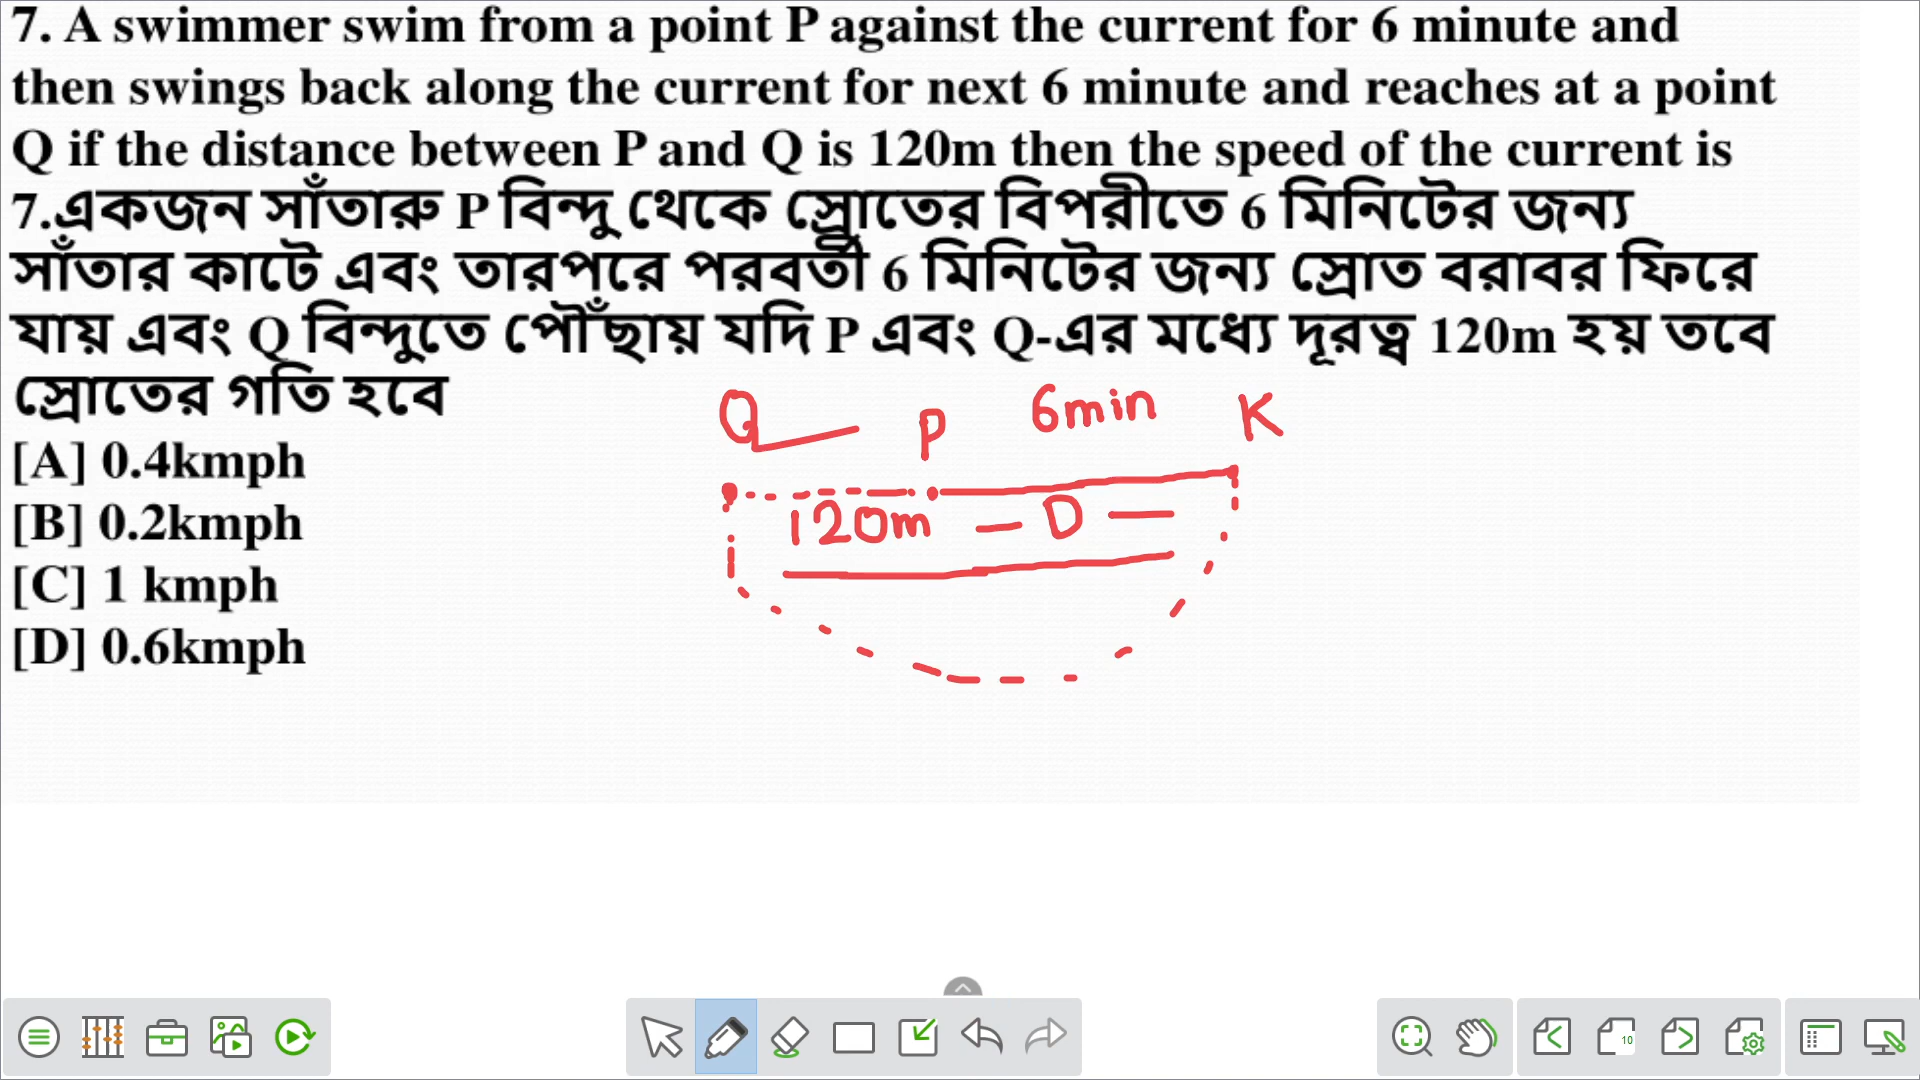 7. A swimmer swim from a point P against the current for 6 minute and
then swings back along the current for next 6 minute and reaches at a point
Q if the distance between P and Q is 120m then the speed of the current is
7.একজন সাঁতারু P বিন্দু থেকে স্রোতের বিপরীতে 6 মিনিটের জন্য
সাঁতার কাটে এবং তারপরে পরবর্তী 6 মিনিটের জন্য স্রোত বরাবর ফিরে
যায় এবং Q বিন্দুতে পৌঁছায় যদি P এবং Q-এর মধ্যে দূরত্ব 120m হয় তবে
স্রোতের গতি হবে
Q P 6min K
[A] 0.4kmph
120m – D –
[B] 0.2kmph
[C] 1 kmph
[D] 0.6kmph
10